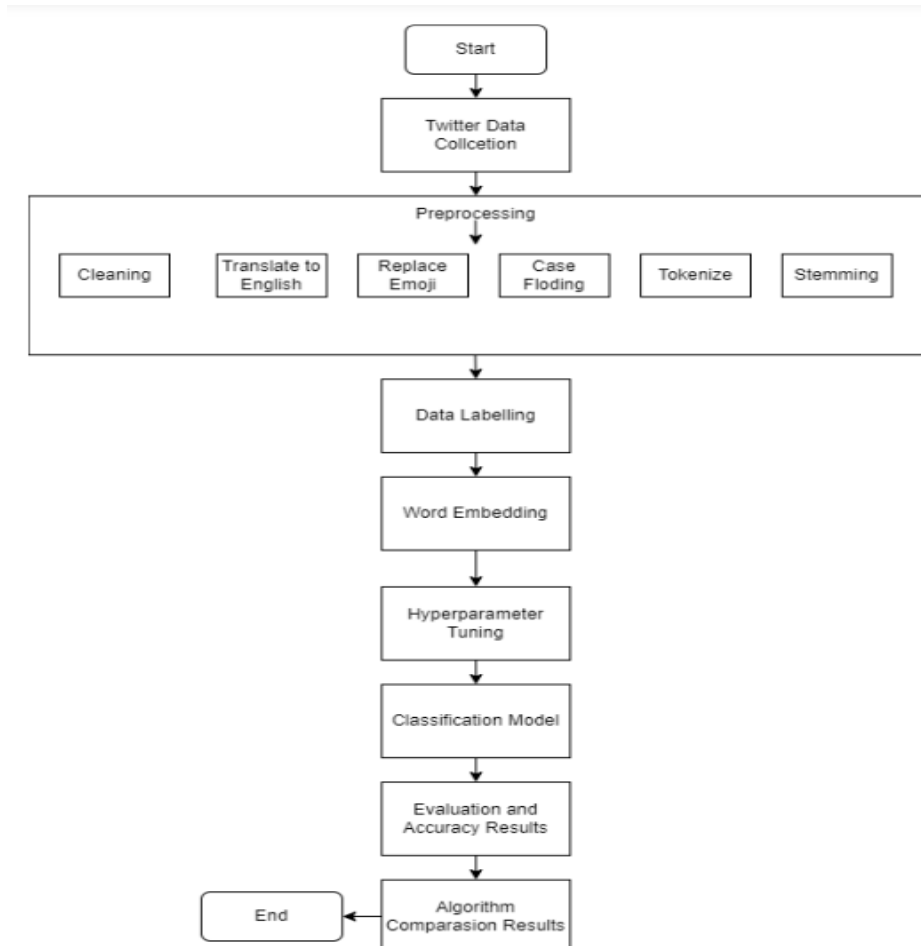 Start
Twitter Data
Collcetion
Preprocessing
Cleaning
Translate to
English
Replace
Emoji
Case
Floding
Tokenize
Stemming
Data Labelling
Word Embedding
Hyperparameter
Tuning
Classification Model
Evaluation and
Accuracy Results
Algorithm
Comparasion Results
End